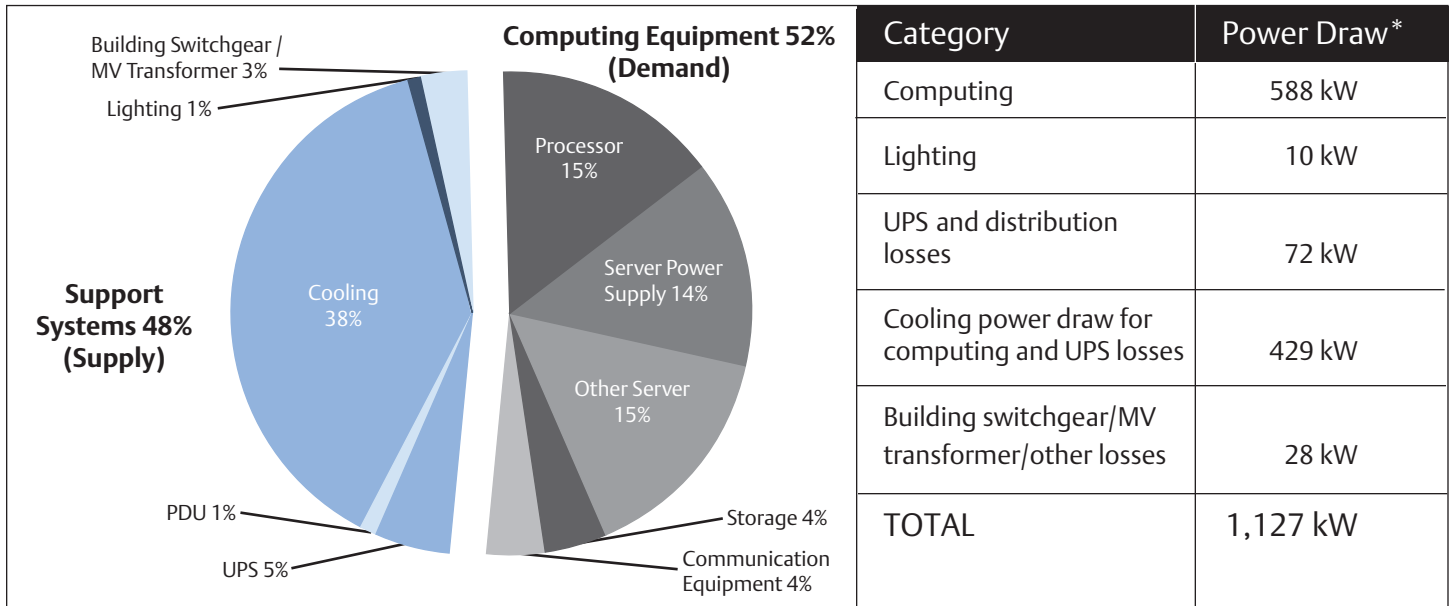 Building Switchgear /
MV Transformer 3%
Lighting 1%
Computing Equipment 52%
(Demand)
Processor
15%
Server Power
Supply 14%
Other Server
15%
Storage 4%
Communication
Equipment 4%
Support
Systems 48%
(Supply)
Cooling
38%
PDU 1%
UPS 5%
Category Power Draw*
Computing 588 kW
Lighting 10 kW
UPS and distribution
losses 72 kW
Cooling power draw for
computing and UPS losses 429 kW
Building switchgear/MV
transformer/other losses 28 kW
TOTAL 1,127 kW